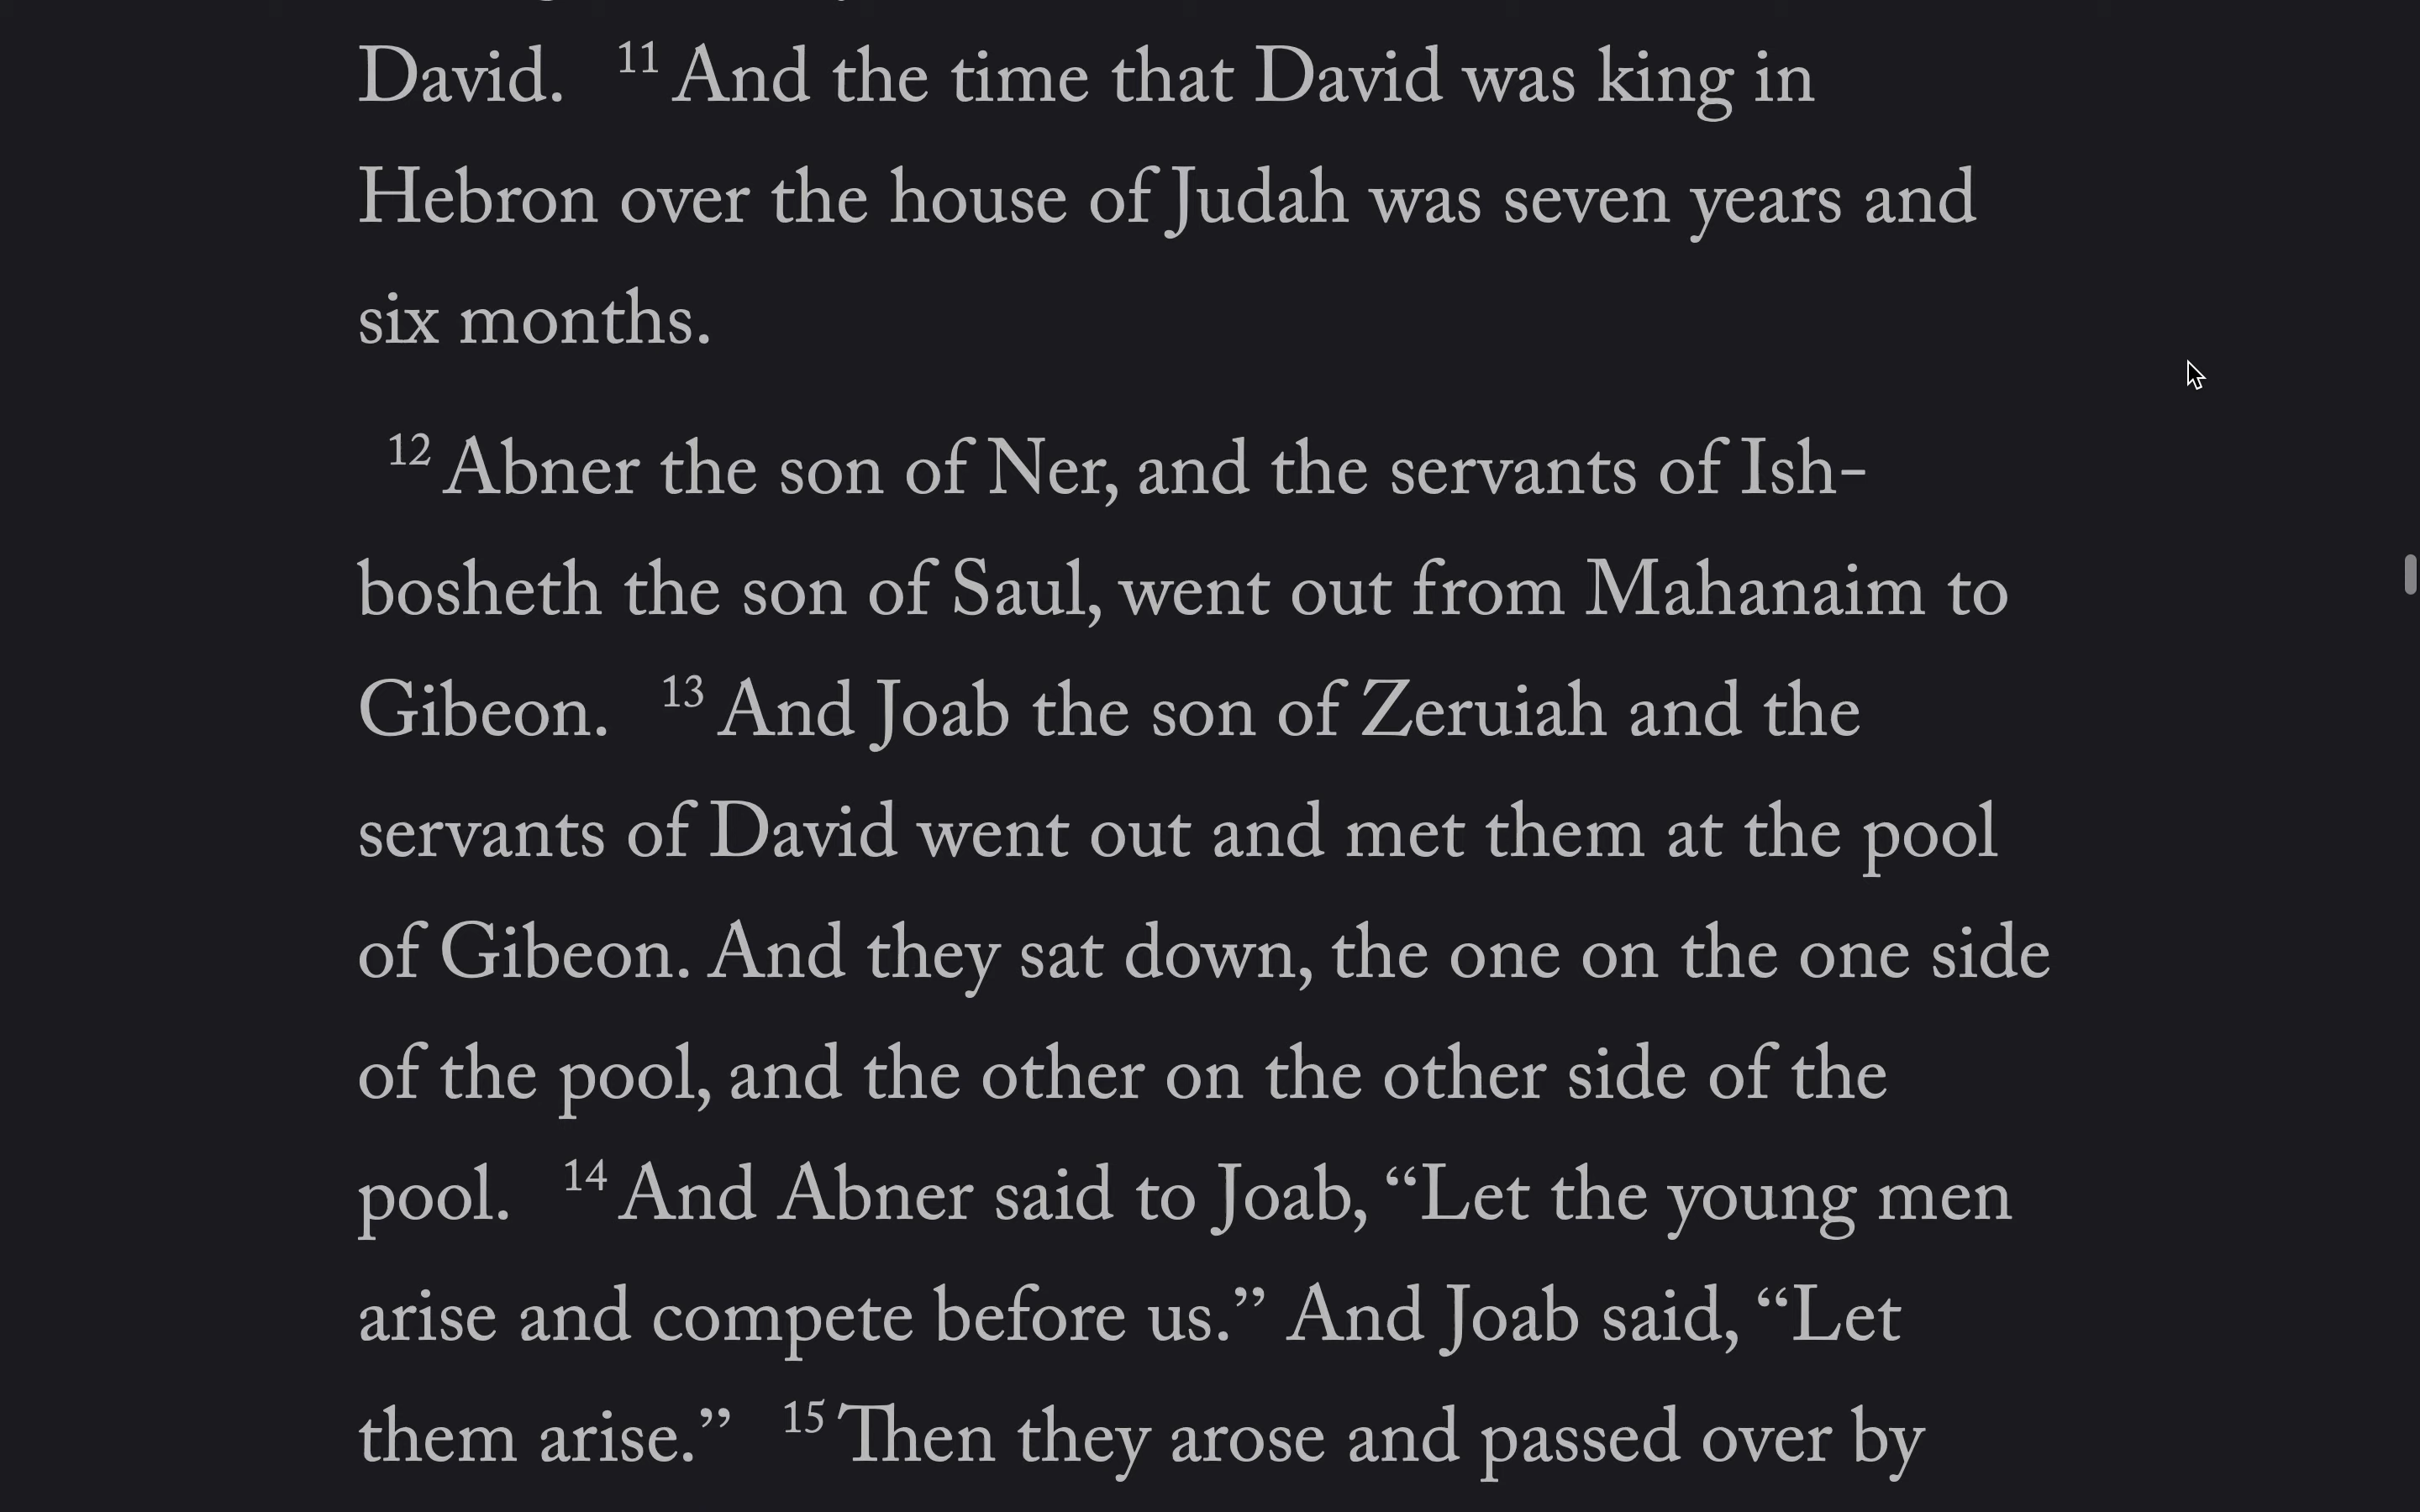 David. 11 And the time that David was king in
Hebron over the house of Judah was seven years and
six months.
12 Abner the son of Ner, and the servants of Ish-
bosheth the son of Saul, went out from Mahanaim to
Gibeon. 13 And Joab the son of Zeruiah and the
servants of David went out and met them at the pool
of Gibeon. And they sat down, the one on the one side
of the pool, and the other on the other side of the
pool. 14 And Abner said to Joab, “Let the young men
arise and compete before us.” And Joab said, “Let
them arise.” 15 Then they arose and passed over by